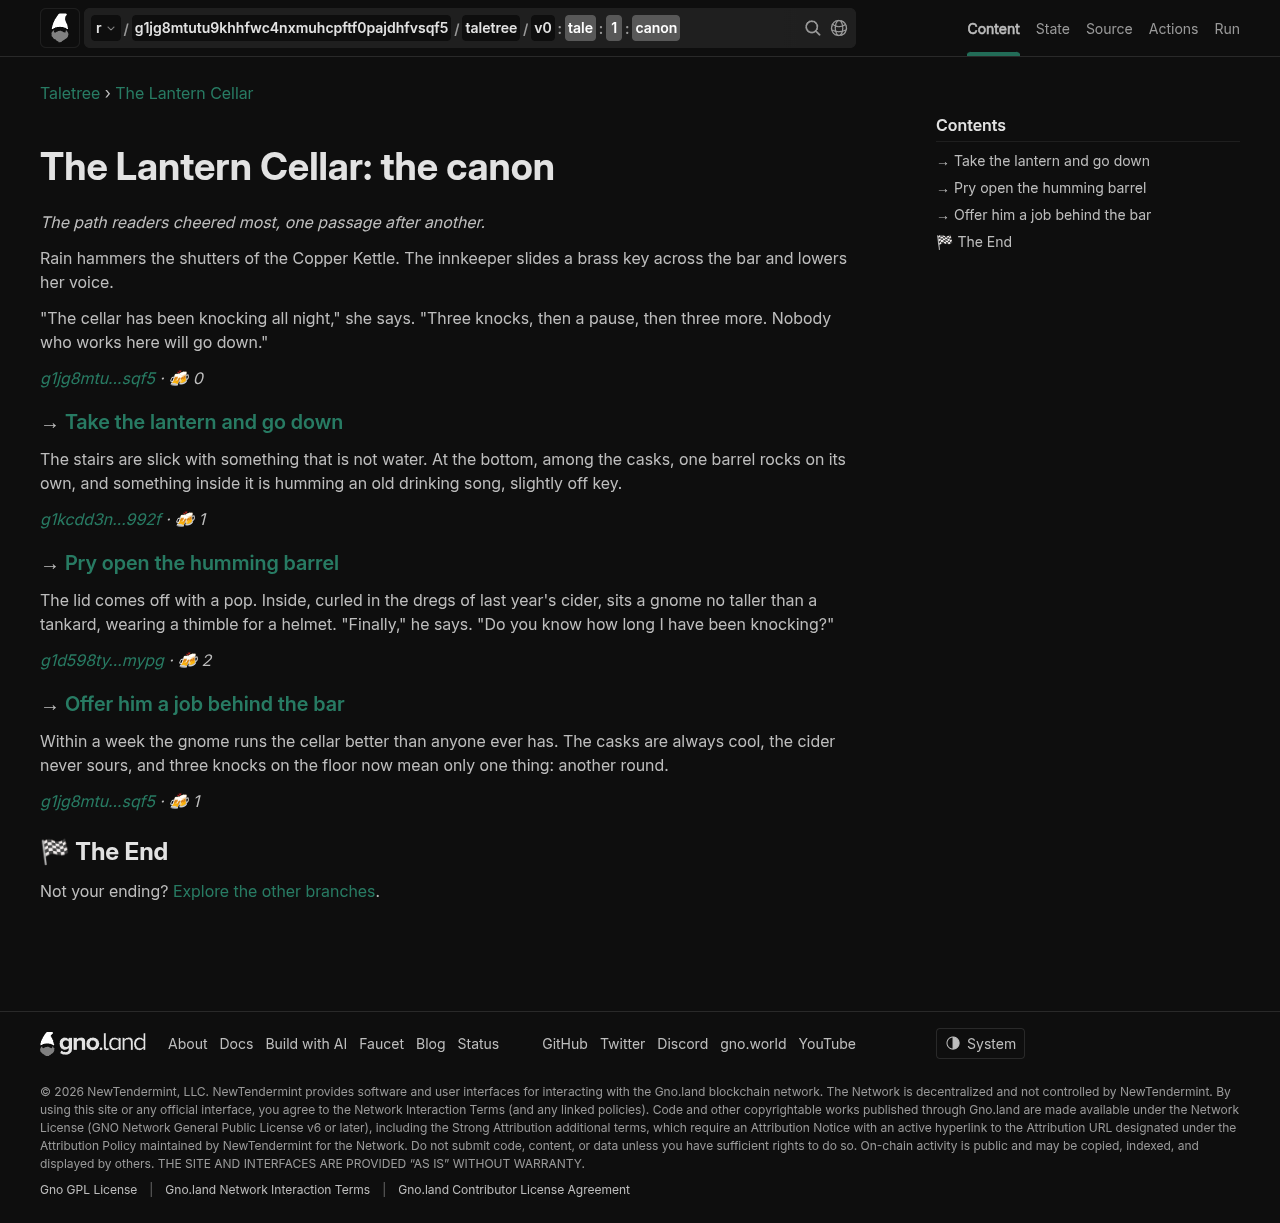 r / g1jg8mtutu9khhfwc4nxmuhcpftf0pajdhfvsqf5 / taletree / v0 : tale : 1 : canon
Content State Source Actions Run
Taletree › The Lantern Cellar
Contents
→ Take the lantern and go down
→ Pry open the humming barrel
→ Offer him a job behind the bar
🏁 The End
The Lantern Cellar: the canon
The path readers cheered most, one passage after another.
Rain hammers the shutters of the Copper Kettle. The innkeeper slides a brass key across the bar and lowers
her voice.
"The cellar has been knocking all night," she says. "Three knocks, then a pause, then three more. Nobody
who works here will go down."
g1jg8mtu...sqf5 · 🍻 0
→ Take the lantern and go down
The stairs are slick with something that is not water. At the bottom, among the casks, one barrel rocks on its
own, and something inside it is humming an old drinking song, slightly off key.
g1kcdd3n...992f · 🍻 1
→ Pry open the humming barrel
The lid comes off with a pop. Inside, curled in the dregs of last year's cider, sits a gnome no taller than a
tankard, wearing a thimble for a helmet. "Finally," he says. "Do you know how long I have been knocking?"
g1d598ty...mypg · 🍻 2
→ Offer him a job behind the bar
Within a week the gnome runs the cellar better than anyone ever has. The casks are always cool, the cider
never sours, and three knocks on the floor now mean only one thing: another round.
g1jg8mtu...sqf5 · 🍻 1
🏁 The End
Not your ending? Explore the other branches.
gno.land About Docs Build with AI Faucet Blog Status GitHub Twitter Discord gno.world YouTube System
© 2026 NewTendermint, LLC. NewTendermint provides software and user interfaces for interacting with the Gno.land blockchain network. The Network is decentralized and not controlled by NewTendermint. By
using this site or any official interface, you agree to the Network Interaction Terms (and any linked policies). Code and other copyrightable works published through Gno.land are made available under the Network
License (GNO Network General Public License v6 or later), including the Strong Attribution additional terms, which require an Attribution Notice with an active hyperlink to the Attribution URL designated under the
Attribution Policy maintained by NewTendermint for the Network. Do not submit code, content, or data unless you have sufficient rights to do so. On-chain activity is public and may be copied, indexed, and
displayed by others. THE SITE AND INTERFACES ARE PROVIDED “AS IS” WITHOUT WARRANTY.
Gno GPL License | Gno.land Network Interaction Terms | Gno.land Contributor License Agreement